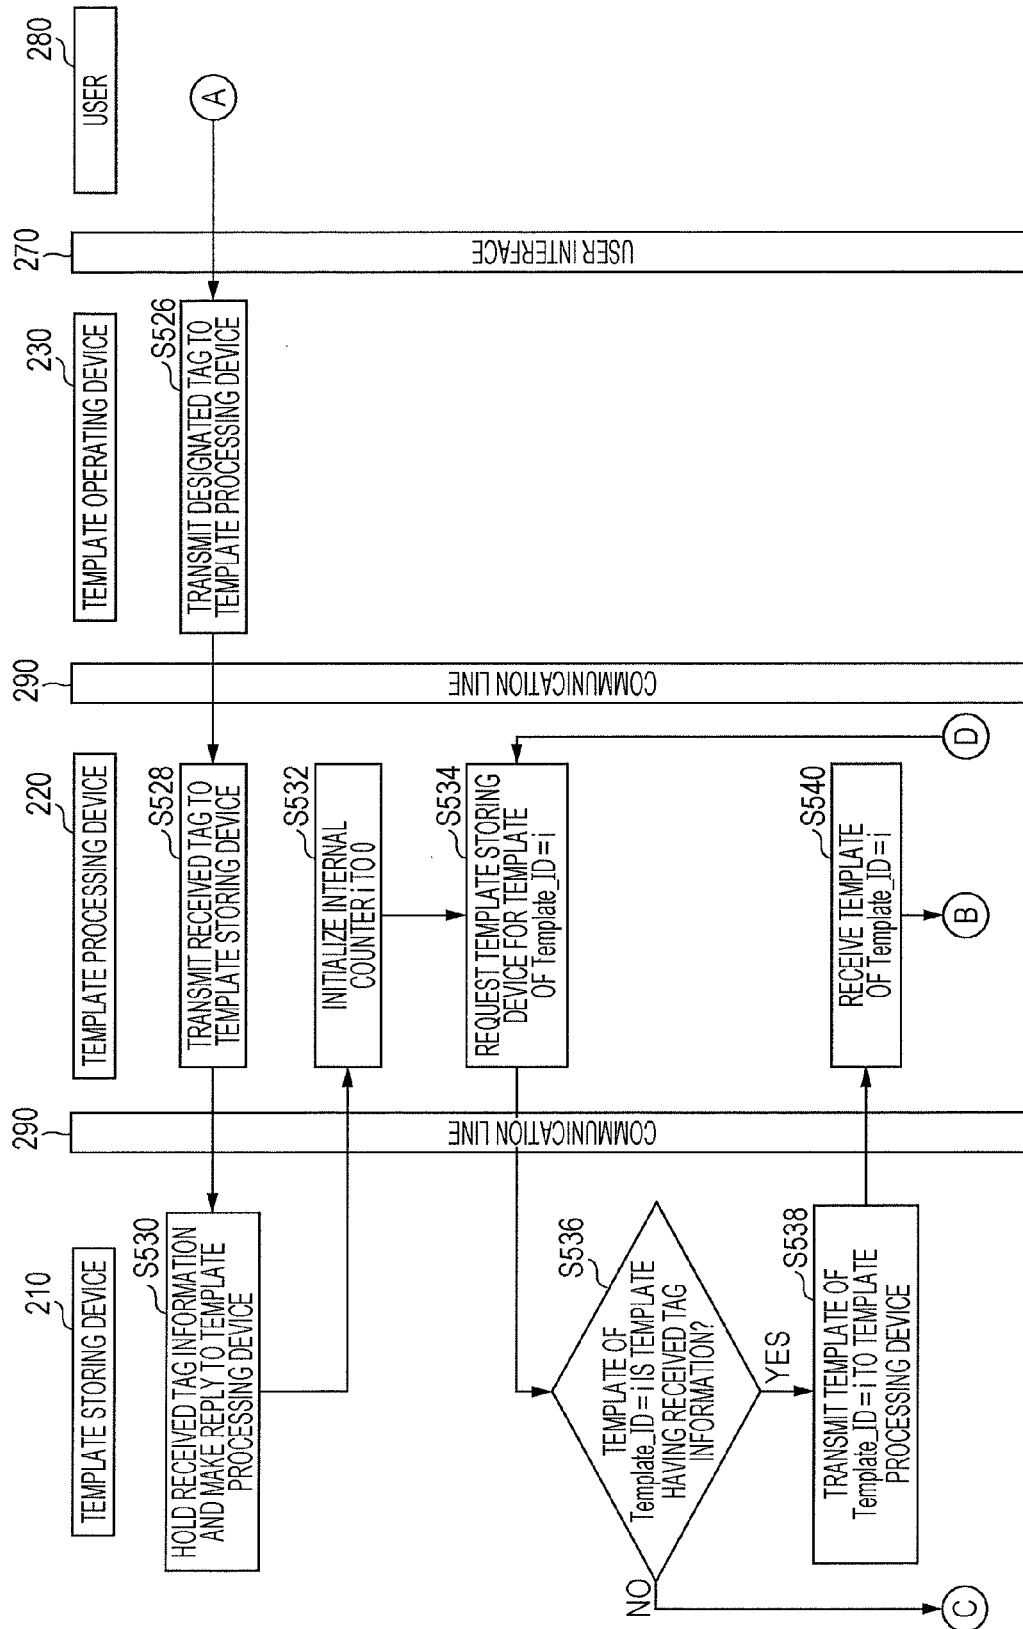 210
TEMPLATE STORING DEVICE
290
220
TEMPLATE PROCESSING DEVICE
290
230
TEMPLATE OPERATING DEVICE
270
280
USER
A
USER INTERFACE
S526
TRANSMIT DESIGNATED TAG TO
TEMPLATE PROCESSING DEVICE
COMMUNICATION LINE
S528
TRANSMIT RECEIVED TAG TO
TEMPLATE STORING DEVICE
COMMUNICATION LINE
S530
HOLD RECEIVED TAG INFORMATION
AND MAKE REPLY TO TEMPLATE
PROCESSING DEVICE
S532
INITIALIZE INTERNAL
COUNTER i TO 0
S534
REQUEST TEMPLATE STORING
DEVICE FOR TEMPLATE
OF Template_ID = i
D
S536
TEMPLATE OF
Template_ID = i IS TEMPLATE
HAVING RECEIVED TAG
INFORMATION?
NO
YES
S538
TRANSMIT TEMPLATE OF
Template_ID = i TO TEMPLATE
PROCESSING DEVICE
S540
RECEIVE TEMPLATE
OF Template_ID = i
C
B